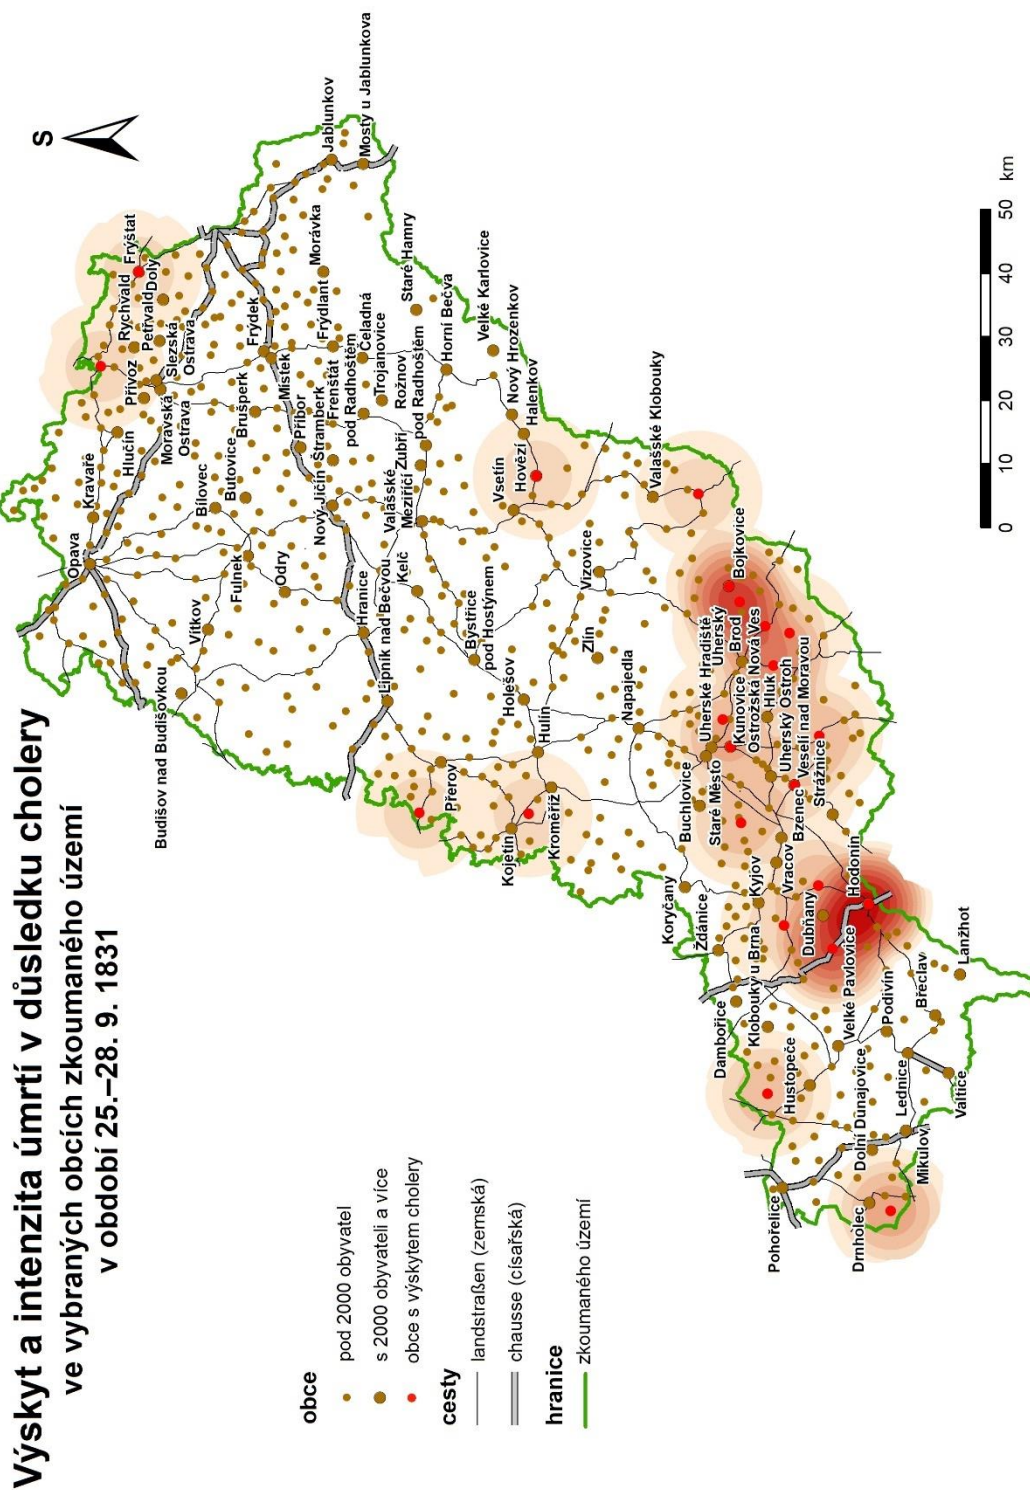 Výskyt a intenzita úmrtí v důsledku cholery
ve vybraných obcích zkoumaného území
v období 25.–28. 9. 1831
S
obce
pod 2000 obyvatel
s 2000 obyvateli a více
obce s výskytem cholery
cesty
landstraßen (zemská)
chausse (císařská)
hranice
zkoumaného území
Opava
Kravaře
Hlučín
Přívoz
Rychvald
Petřvald
Doly
Fryštat
Slezská
Ostrava
Moravská
Ostrava
Vítkov
Budišov nad Budišovkou
Bílovec
Butovice
Brušperk
Fulnek
Odry
Frýdek
Místek
Příbor
Štramberk
Nový Jičín
Frenštát
pod Radhoštěm
Frýdlant
Morávka
Čeladná
Trojanovice
Jablunkov
Mosty u Jablunkova
Staré Hamry
Rožnov
pod Radhoštěm
Zubří
Valašské
Meziříčí
Kelč
Horní Bečva
Velké Karlovice
Nový Hrozenkov
Halenkov
Hovězí
Vsetín
Hranice
Lipník nad Bečvou
Bystřice
pod Hostýnem
Holešov
Hulín
Přerov
Kojetín
Kroměříž
Vizovice
Zlín
Napajedla
Valašské Klobouky
Bojkovice
Uherský
Brod
Uherské Hradiště
Kunovice
Ostrožská Nová Ves
Hluk
Uherský Ostroh
Veselí nad Moravou
Strážnice
Buchlovice
Staré Město
Bzenec
Vracov
Kyjov
Koryčany
Ždánice
Dubňany
Hodonín
Dambořice
Klobouky u Brna
Velké Pavlovice
Hustopeče
Podivín
Břeclav
Lanžhot
Lednice
Valtice
Dolní Dunajovice
Mikulov
Pohořelice
Drnholec
0 10 20 30 40 50 km